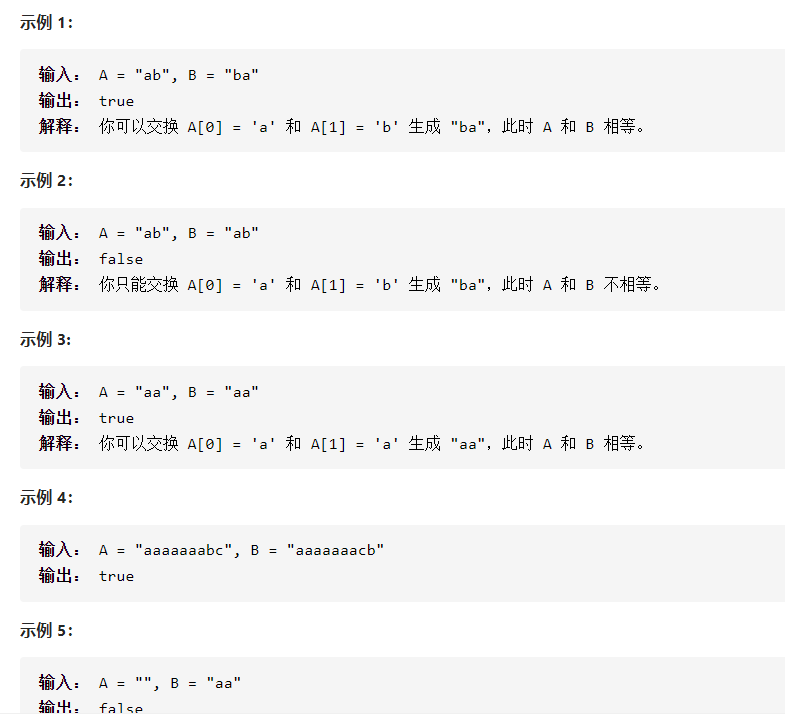 示例 1：
输入： A = "ab", B = "ba"
输出： true
解释： 你可以交换 A[0] = 'a' 和 A[1] = 'b' 生成 "ba"，此时 A 和 B 相等。
示例 2：
输入： A = "ab", B = "ab"
输出： false
解释： 你只能交换 A[0] = 'a' 和 A[1] = 'b' 生成 "ba"，此时 A 和 B 不相等。
示例 3:
输入： A = "aa", B = "aa"
输出： true
解释： 你可以交换 A[0] = 'a' 和 A[1] = 'a' 生成 "aa"，此时 A 和 B 相等。
示例 4：
输入： A = "aaaaaaabc", B = "aaaaaaacb"
输出： true
示例 5：
输入： A = "", B = "aa"
输出： false